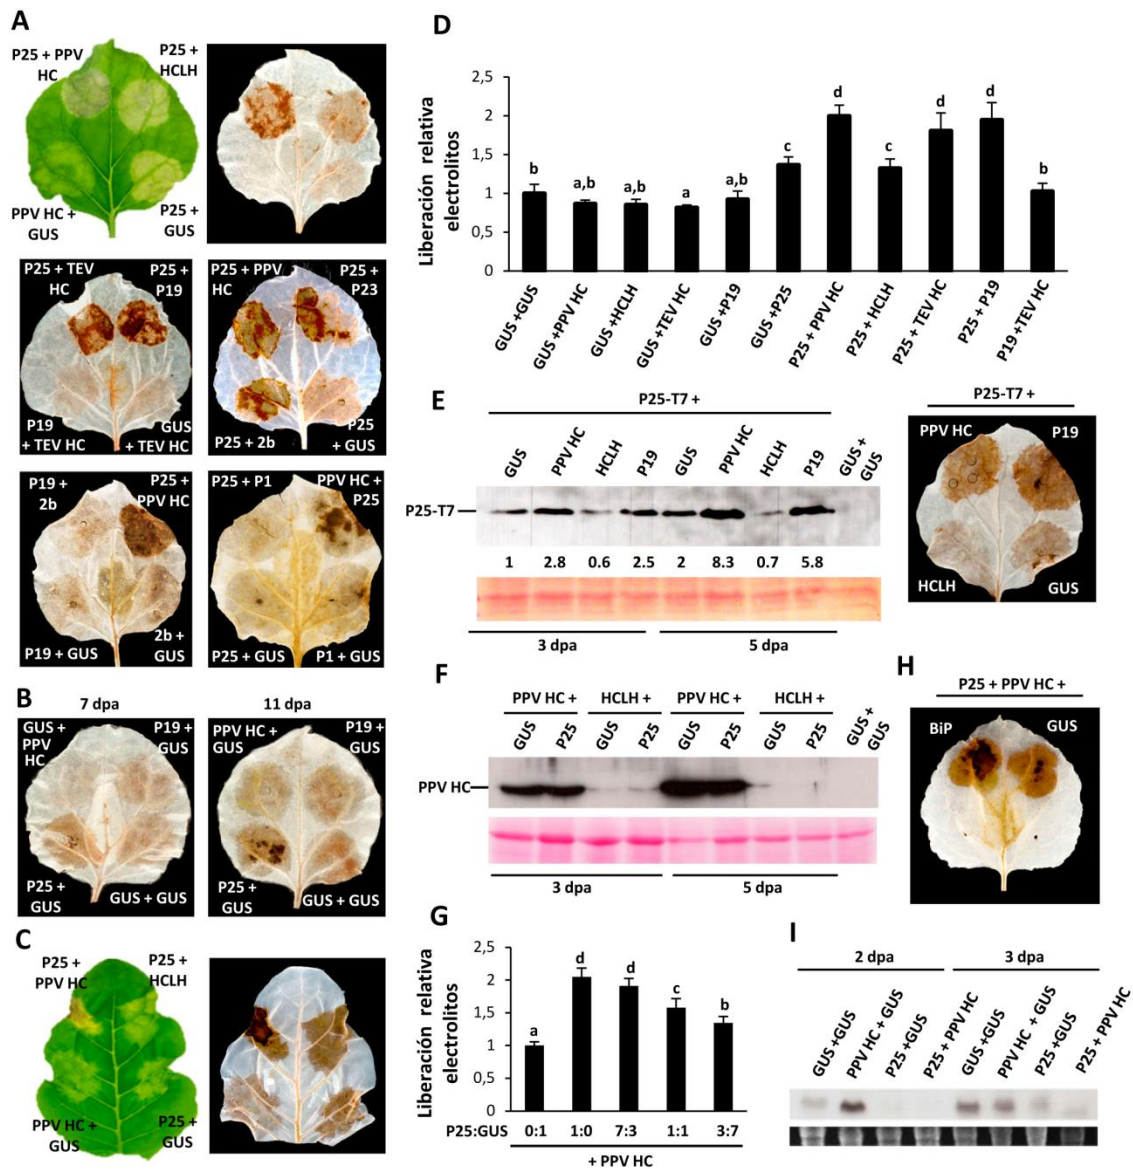 A
P25 + PPV
HC
P25 +
HCLH
PPV HC +
GUS
P25 +
GUS
P25 + TEV
HC
P25 +
P19
P19
+ TEV HC
GUS
+ TEV HC
P25 + PPV
HC
P25 +
P23
P25 + 2b
P25
+ GUS
P19 +
2b
P25 +
PPV HC
P19 + GUS
2b +
GUS
P25 + P1
PPV HC +
P25
P25 + GUS
P1 + GUS
B
7 dpa
11 dpa
GUS +
PPV
HC
P19 +
GUS
P25 +
GUS
GUS + GUS
PPV HC +
GUS
P19 +
GUS
P25 +
GUS
GUS + GUS
C
P25 +
PPV HC
P25 +
HCLH
PPV HC +
GUS
P25 +
GUS
D
Liberación relativa
electrolitos
2,5
2
1,5
1
0,5
0
b
a,b
a,b
a
a,b
c
d
c
d
d
b
GUS +GUS
GUS +PPV HC
GUS +HCLH
GUS +TEV HC
GUS +P19
GUS +P25
P25 + PPV HC
P25 + HCLH
P25 + TEV HC
P25 + P19
P19 +TEV HC
E
P25-T7 +
GUS
PPV HC
HCLH
P19
GUS
PPV HC
HCLH
P19
GUS +
GUS
P25-T7
1 2.8 0.6 2.5 2 8.3 0.7 5.8
3 dpa
5 dpa
P25-T7 +
PPV HC
P19
HCLH
GUS
F
PPV HC + HCLH + PPV HC + HCLH +
GUS
P25
GUS
P25
GUS
P25
GUS
P25
GUS +
GUS
PPV HC
3 dpa
5 dpa
G
Liberación relativa
electrolitos
2,5
2
1,5
1
0,5
0
a
d
d
c
b
P25:GUS 0:1 1:0 7:3 1:1 3:7
+ PPV HC
H
P25 + PPV HC +
BiP
GUS
I
2 dpa
3 dpa
GUS +GUS
PPV HC + GUS
P25 +GUS
P25 + PPV HC
GUS +GUS
PPV HC + GUS
P25 +GUS
P25 + PPV HC